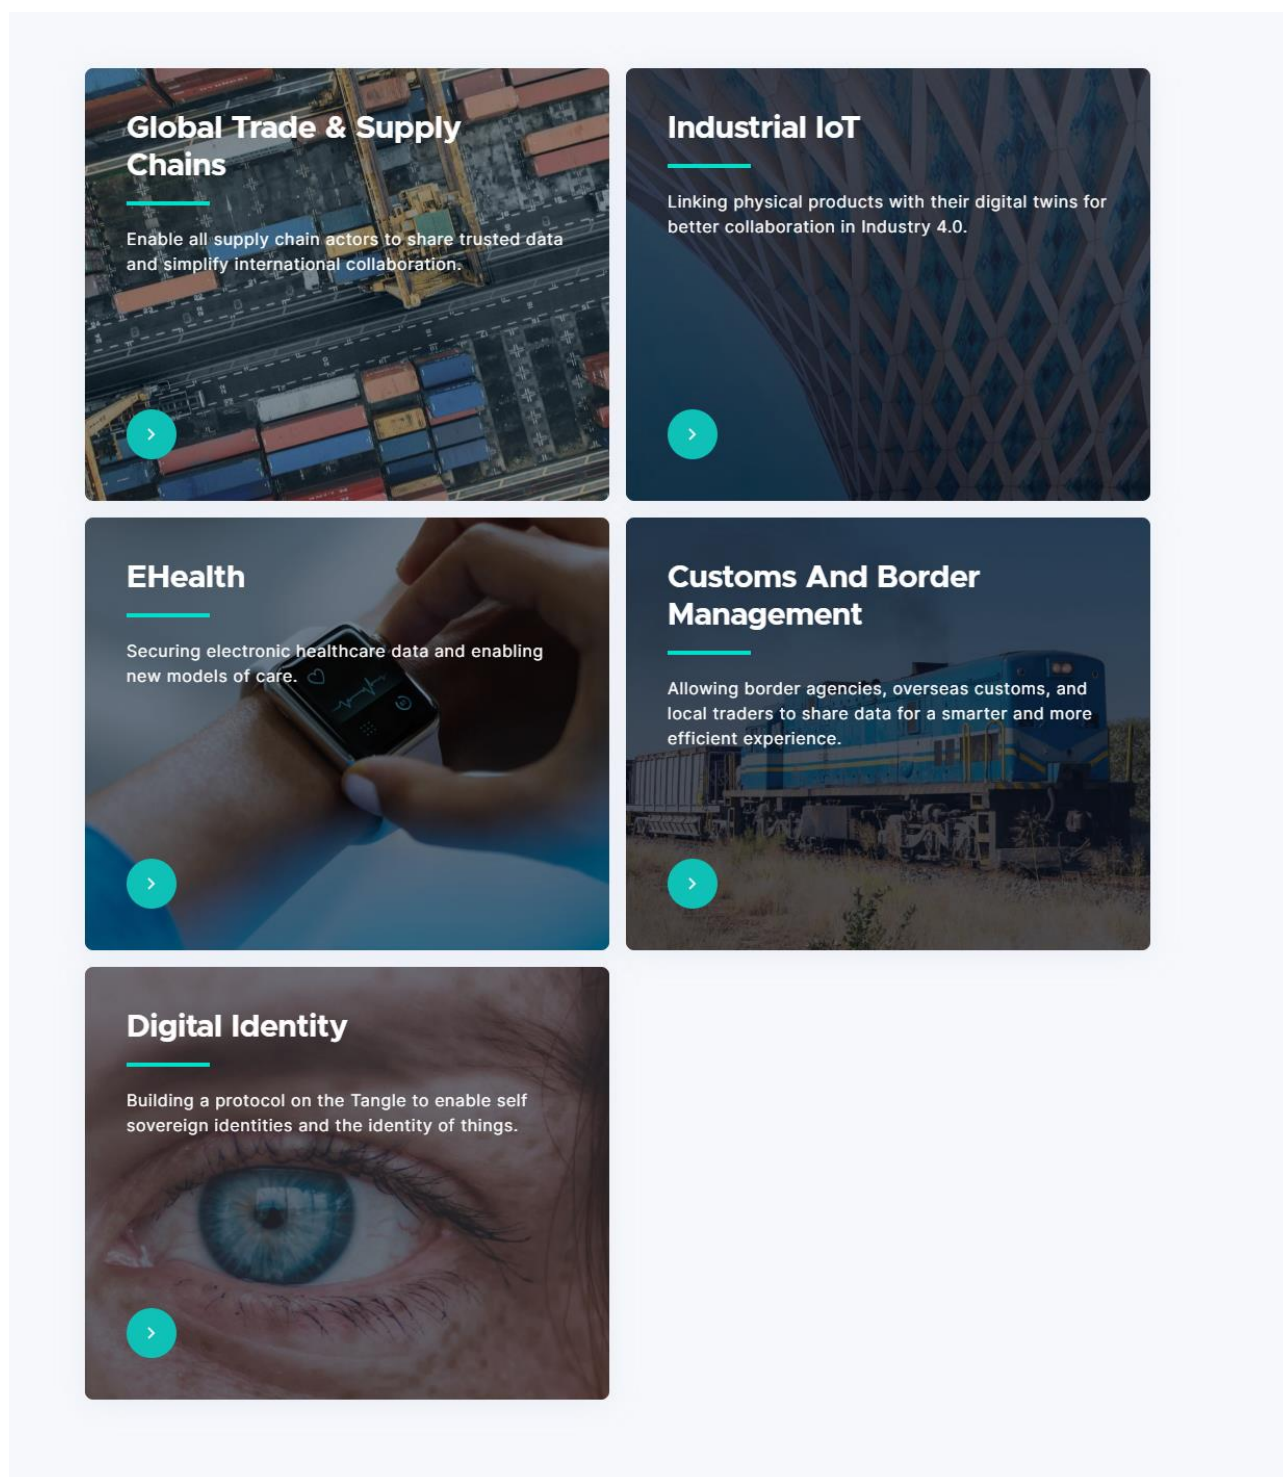 Global Trade & Supply
Chains
Enable all supply chain actors to share trusted data
and simplify international collaboration.
Industrial IoT
Linking physical products with their digital twins for
better collaboration in Industry 4.0.
EHealth
Securing electronic healthcare data and enabling
new models of care.
Customs And Border
Management
Allowing border agencies, overseas customs, and
local traders to share data for a smarter and more
efficient experience.
Digital Identity
Building a protocol on the Tangle to enable self
sovereign identities and the identity of things.